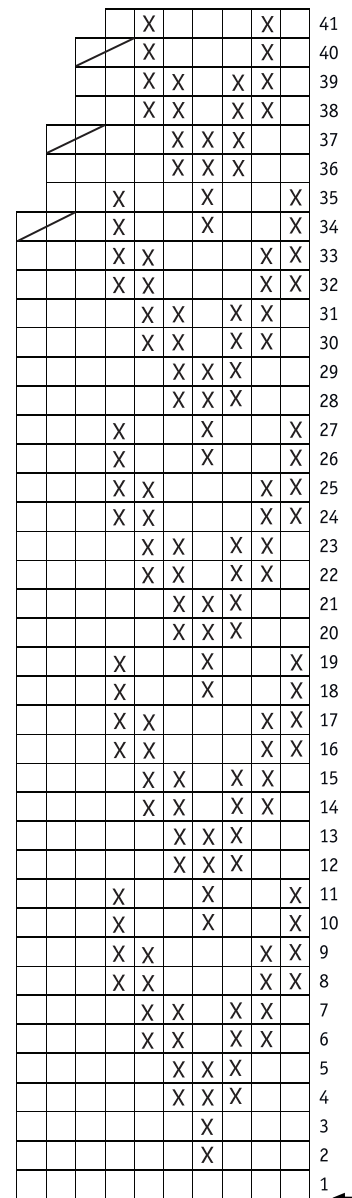 X X 41
X X 40
X X X X 39
X X X X 38
X X X 37
X X X 36
X X X 35
X X X 34
X X X X 33
X X X X 32
X X X X 31
X X X X 30
X X X 29
X X X 28
X X X 27
X X X 26
X X X X 25
X X X X 24
X X X X 23
X X X X 22
X X X 21
X X X 20
X X X 19
X X X 18
X X X X 17
X X X X 16
X X X X 15
X X X X 14
X X X 13
X X X 12
X X X 11
X X X 10
X X X X 9
X X X X 8
X X X X 7
X X X X 6
X X X 5
X X X 4
X 3
X 2
1